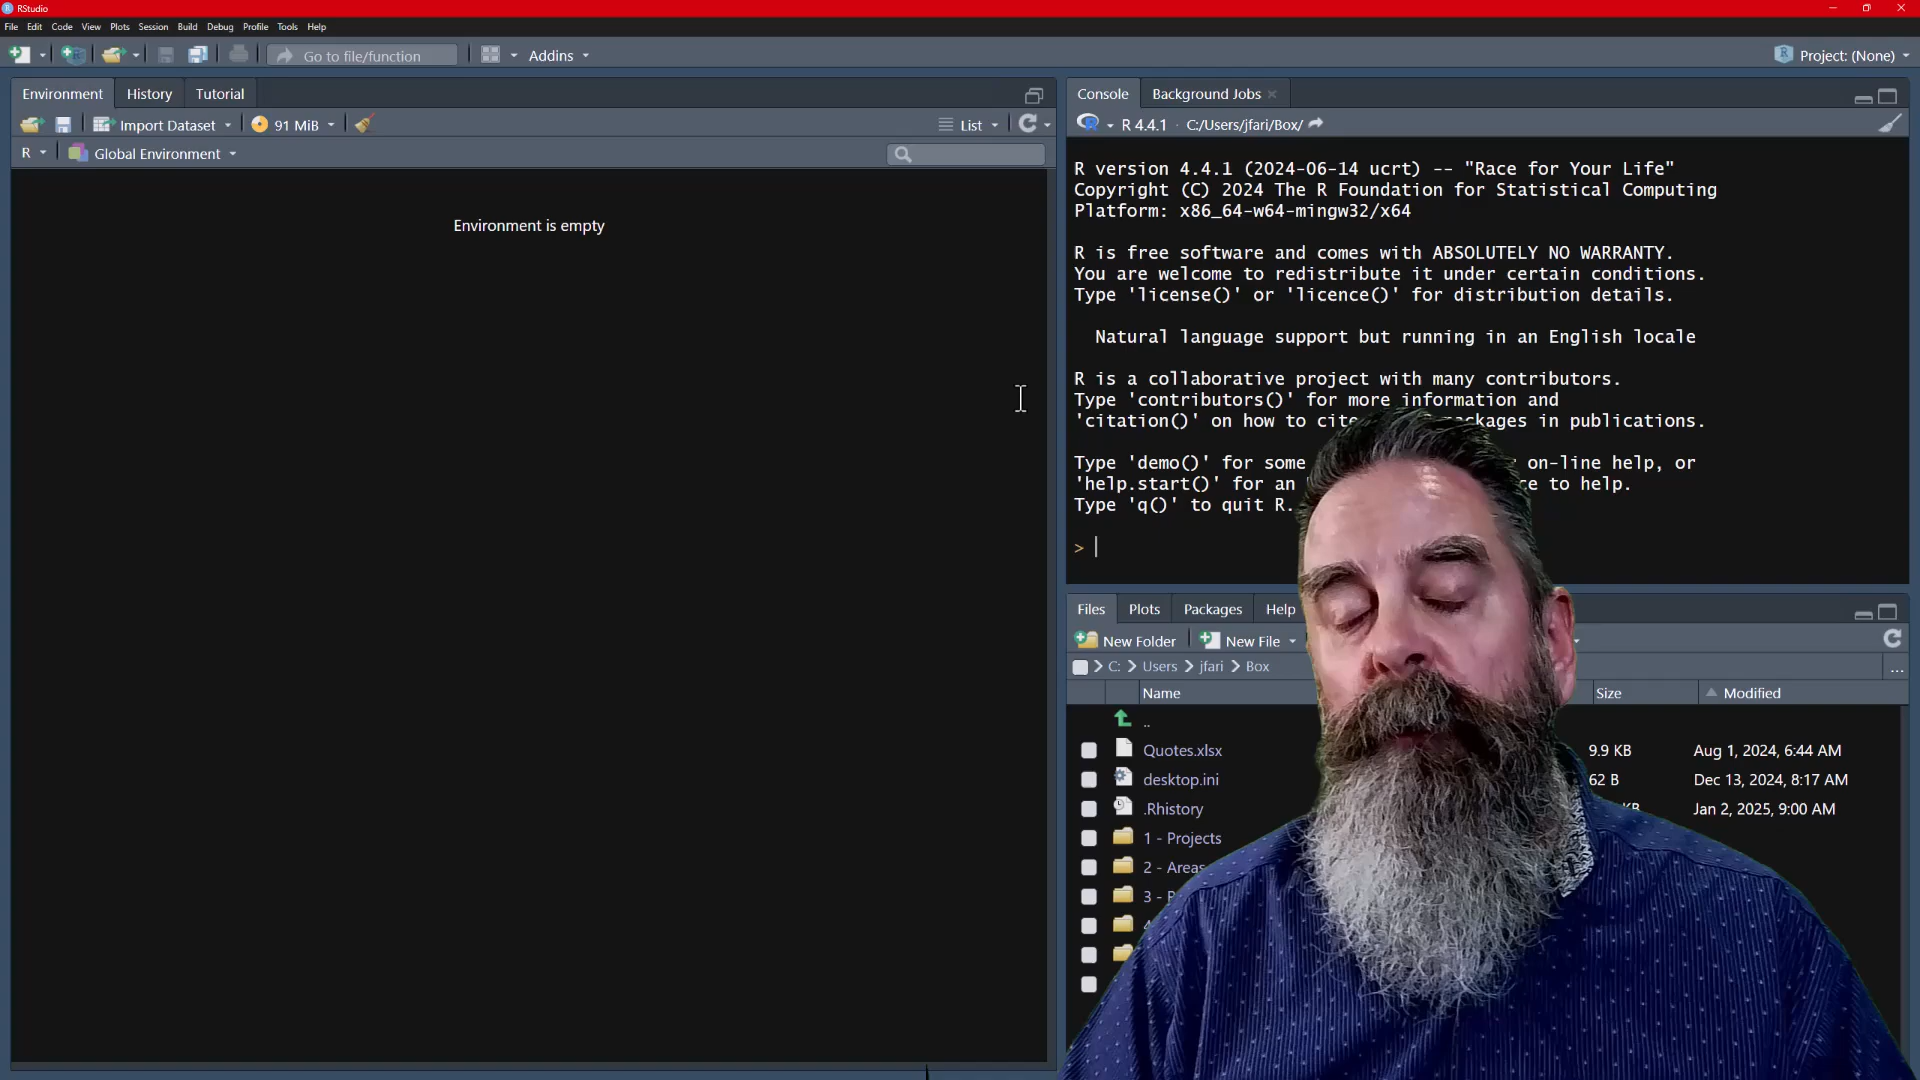 RStudio
File Edit Code View Plots Session Build Debug Profile Tools Help
Go to file/function Addins Project: (None)
Environment History Tutorial
Import Dataset 91 MiB List
R Global Environment
Environment is empty
Console Background Jobs
R 4.4.1 · C:/Users/jfari/Box/
R version 4.4.1 (2024-06-14 ucrt) -- "Race for Your Life"
Copyright (C) 2024 The R Foundation for Statistical Computing
Platform: x86_64-w64-mingw32/x64
R is free software and comes with ABSOLUTELY NO WARRANTY.
You are welcome to redistribute it under certain conditions.
Type 'license()' or 'licence()' for distribution details.
Natural language support but running in an English locale
R is a collaborative project with many contributors.
Type 'contributors()' for more information and
'citation()' on how to cite packages in publications.
Type 'demo()' for some on-line help, or
'help.start()' for an to help.
Type 'q()' to quit R.
>
Files Plots Packages Help
New Folder New File
C: Users jfari Box ...
Name Size Modified
..
Quotes.xlsx 9.9 KB Aug 1, 2024, 6:44 AM
desktop.ini 62 B Dec 13, 2024, 8:17 AM
.Rhistory KB Jan 2, 2025, 9:00 AM
1 - Projects
2 - Areas
3 -